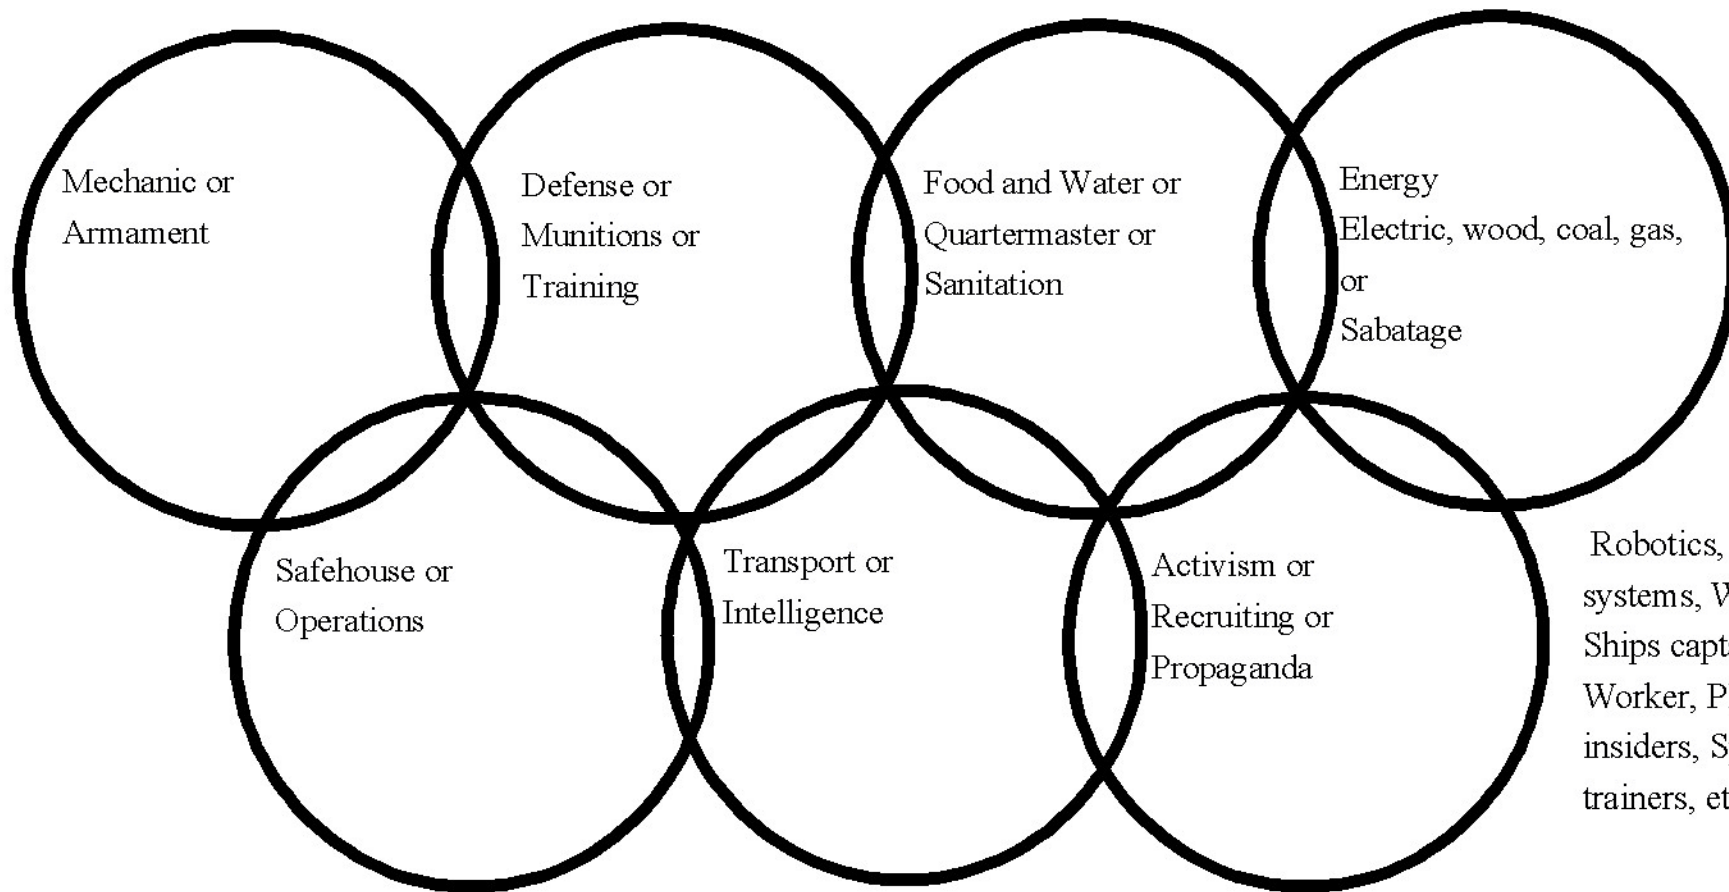 Mechanic or
Armament
Defense or
Munitions or
Training
Food and Water or
Quartermaster or
Sanitation
Energy
Electric, wood, coal, gas,
or
Sabatage
Safehouse or
Operations
Transport or
Intelligence
Activism or
Recruiting or
Propaganda
Robotics,
systems,
Ships
Worker,
insiders,
trainers,